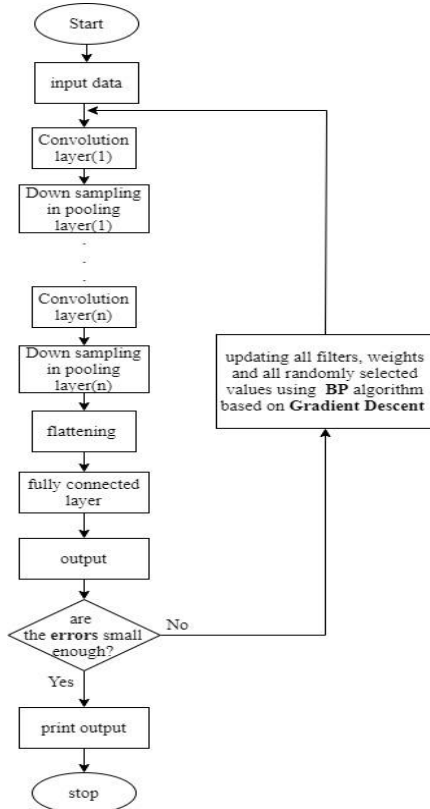 Start
input data
Convolution
layer(1)
Down sampling
in pooling
layer(1)
.
.
.
Convolution
layer(n)
Down sampling
in pooling
layer(n)
flattening
fully connected
layer
output
are
the errors small
enough?
No
Yes
print output
stop
updating all filters, weights
and all randomly selected
values using BP algorithm
based on Gradient Descent